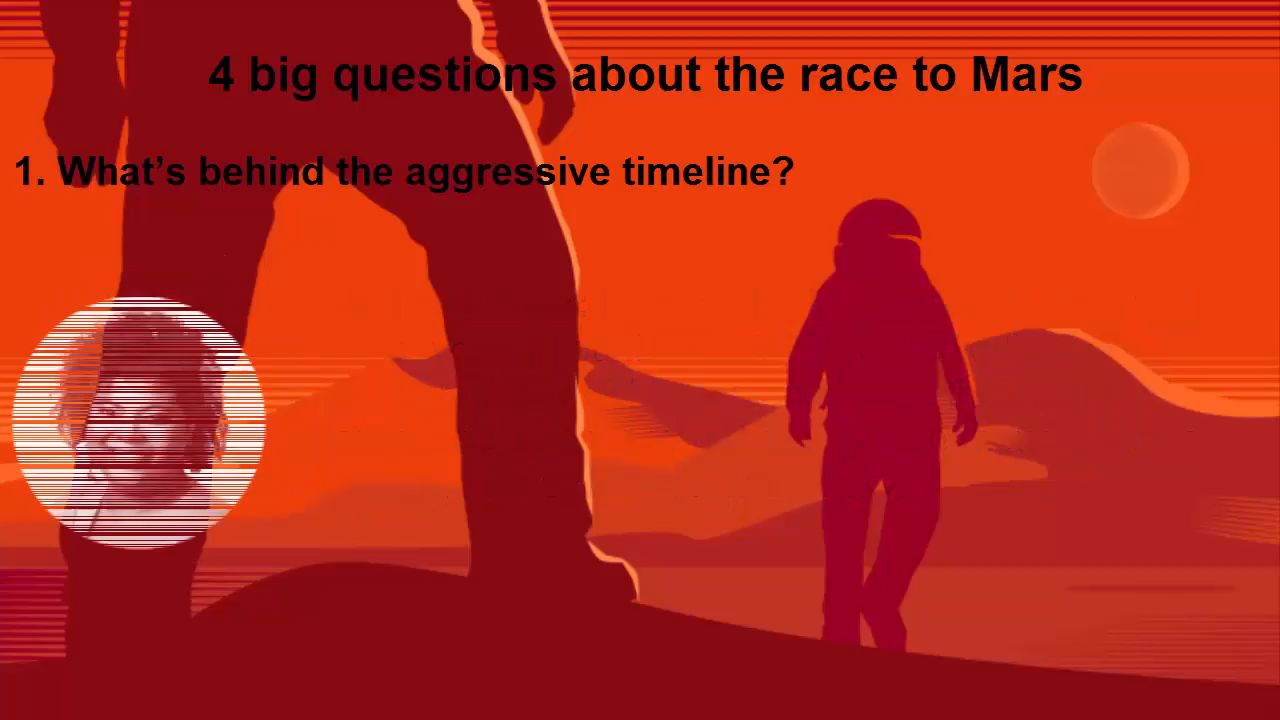 4 big questions about the race to Mars
1. What’s behind the aggressive timeline?